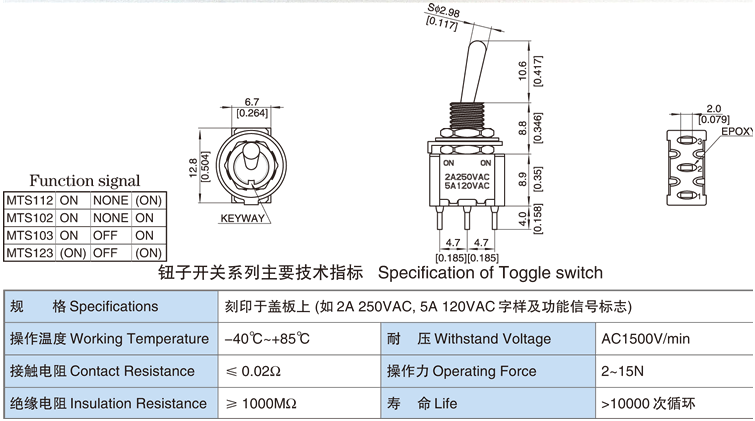 Sφ2.98
[0.117]
10.6
[0.417]
8.8
[0.346]
8.9
[0.35]
4.0
[0.158]
ON ON
2A250VAC
5A120VAC
4.7 4.7
[0.185] [0.185]
6.7
[0.264]
12.8
[0.504]
KEYWAY
2.0
[0.079]
EPOXY
3
2
1
Function signal
MTS112 ON NONE (ON)
MTS102 ON NONE ON
MTS103 ON OFF ON
MTS123 (ON) OFF (ON)
钮子开关系列主要技术指标 Specification of Toggle switch
规 格 Specifications 刻印于盖板上 (如 2A 250VAC, 5A 120VAC 字样及功能信号标志)
操作温度 Working Temperature −40℃~+85℃ 耐 压 Withstand Voltage AC1500V/min
接触电阻 Contact Resistance ≤ 0.02Ω 操作力 Operating Force 2~15N
绝缘电阻 Insulation Resistance ≥ 1000MΩ 寿 命 Life >10000 次循环